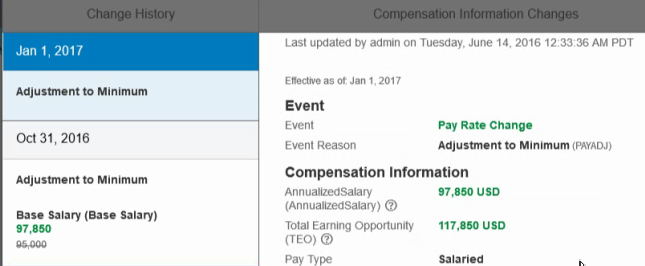 Change History
Compensation Information Changes
Jan 1, 2017
Adjustment to Minimum
Oct 31, 2016
Adjustment to Minimum
Base Salary (Base Salary)
97,850
95,000
Last updated by admin on Tuesday, June 14, 2016 12:33:36 AM PDT
Effective as of: Jan 1, 2017
Event
Event Pay Rate Change
Event Reason Adjustment to Minimum (PAYADJ)
Compensation Information
AnnualizedSalary 97,850 USD
(AnnualizedSalary) ?
Total Earning Opportunity 117,850 USD
(TEO) ?
Pay Type Salaried